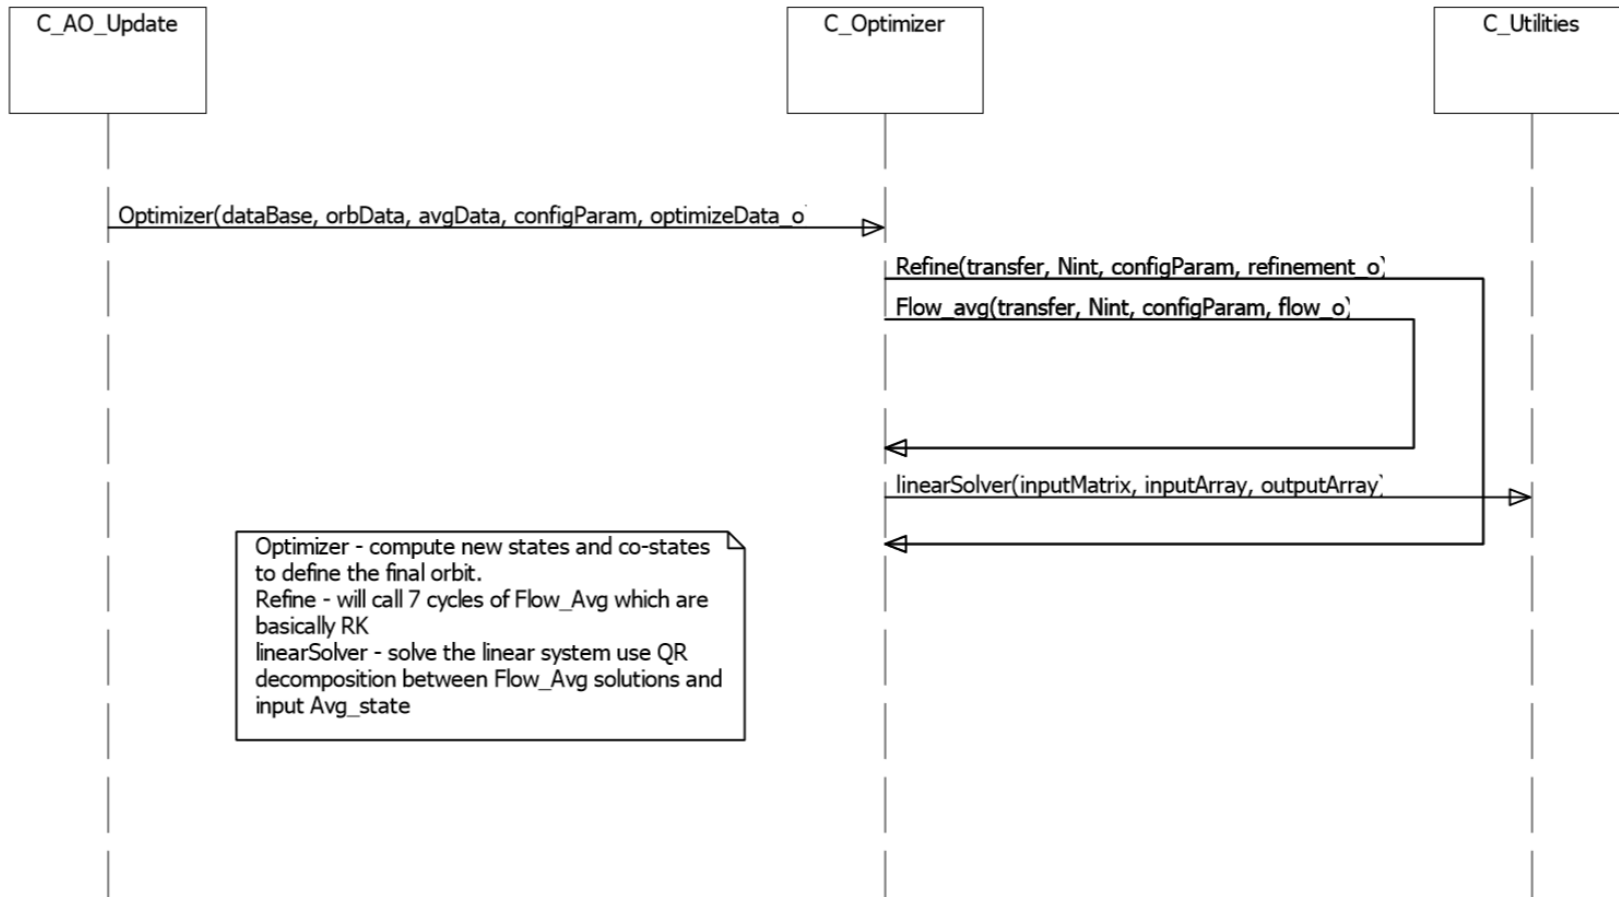 C_AO_Update
C_Optimizer
C_Utilities
Optimizer(dataBase, orbData, avgData, configParam, optimizeData_o
Refine(transfer, Nint, configParam, refinement_o)
Flow_avg(transfer, Nint, configParam, flow_o)
linearSolver(inputMatrix, inputArray, outputArray)
Optimizer - compute new states and co-states
to define the final orbit.
Refine - will call 7 cycles of Flow_Avg which are
basically RK
linearSolver - solve the linear system use QR
decomposition between Flow_Avg solutions and
input Avg_state